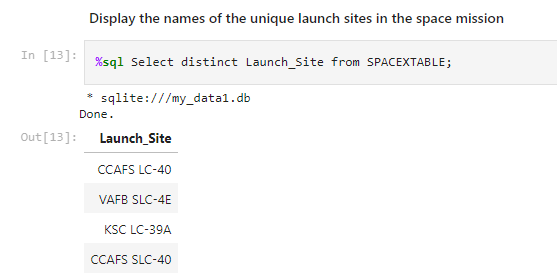 Display the names of the unique launch sites in the space mission
In [13]: %sql Select distinct Launch_Site from SPACEXTABLE;
* sqlite:///my_data1.db
Done.
Out[13]: Launch_Site
CCAFS LC-40
VAFB SLC-4E
KSC LC-39A
CCAFS SLC-40